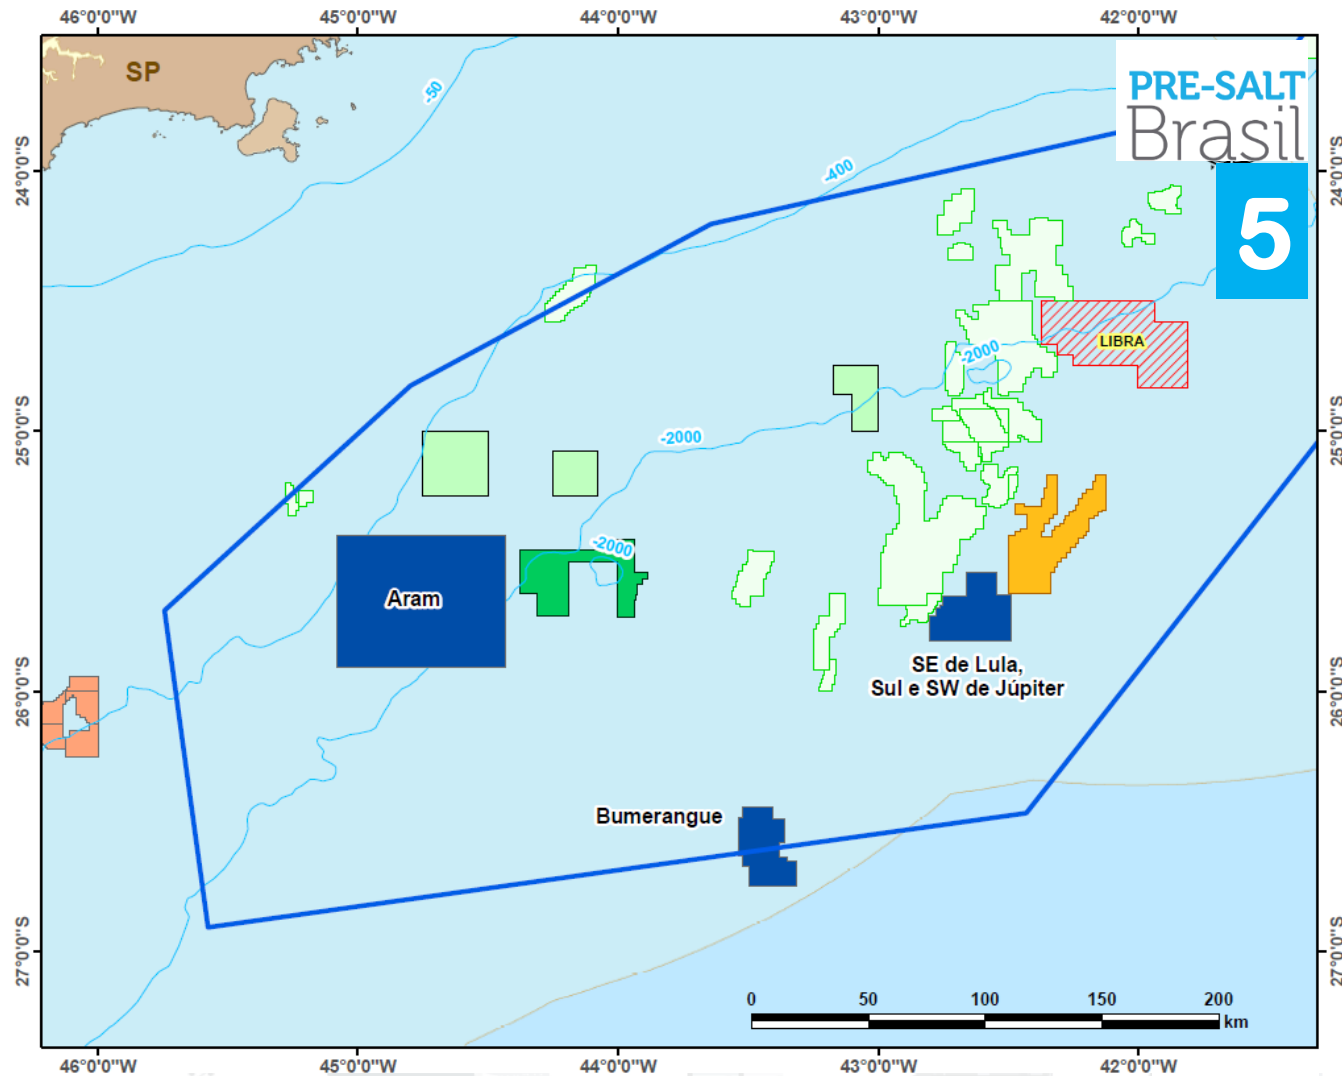 46°0'0"W 45°0'0"W 44°0'0"W 43°0'0"W 42°0'0"W
SP
-50
PRE-SALT
Brasil
-400
24°0'0"S
24°0'0"S
5
LIBRA
-2000
25°0'0"S
-2000
25°0'0"S
-2000
Aram
SE de Lula,
Sul e SW de Júpiter
26°0'0"S
26°0'0"S
Bumerangue
27°0'0"S
27°0'0"S
0 50 100 150 200
km
46°0'0"W 45°0'0"W 44°0'0"W 43°0'0"W 42°0'0"W